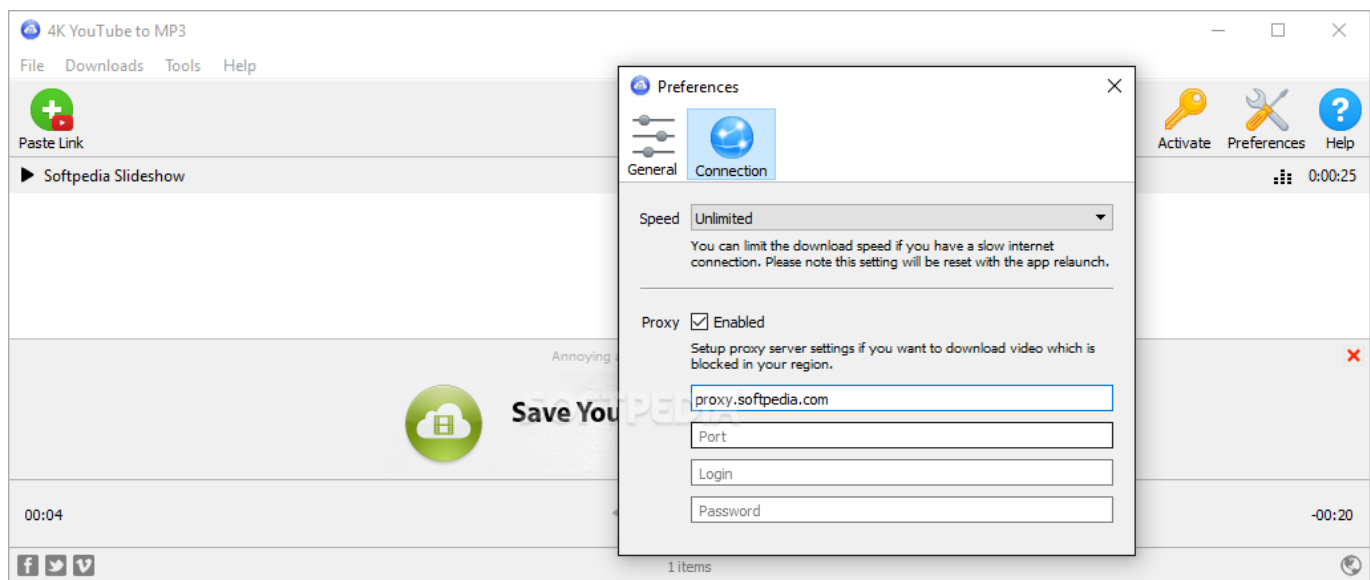 4K YouTube to MP3
File Downloads Tools Help
Paste Link
Activate Preferences Help
Softpedia Slideshow
0:00:25
Annoying
Save You
00:04
-00:20
1 items
Preferences
General Connection
Speed Unlimited
You can limit the download speed if you have a slow internet
connection. Please note this setting will be reset with the app relaunch.
Proxy Enabled
Setup proxy server settings if you want to download video which is
blocked in your region.
proxy.softpedia.com
Port
Login
Password
SOFTPEDIA